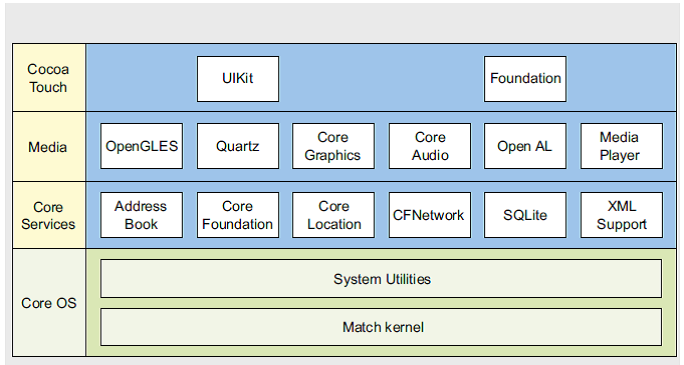 Cocoa
Touch
UIKit
Foundation
Media
OpenGLES
Quartz
Core
Graphics
Core
Audio
Open AL
Media
Player
Core
Services
Address
Book
Core
Foundation
Core
Location
CFNetwork
SQLite
XML
Support
Core OS
System Utilities
Match kernel